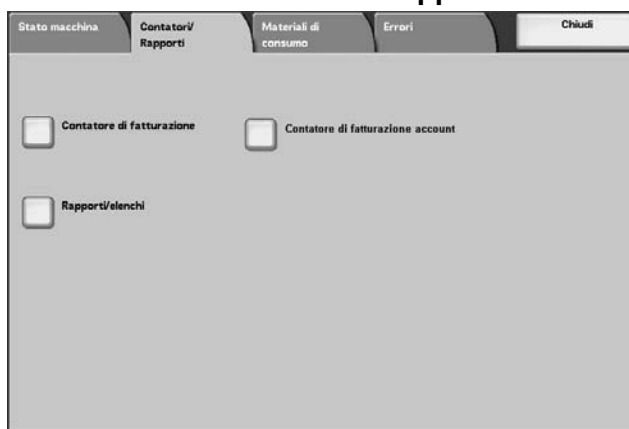 Stato macchina
Contatori/
Rapporti
Materiali di
consumo
Errori
Chiudi
Contatore di fatturazione
Contatore di fatturazione account
Rapporti/elenchi